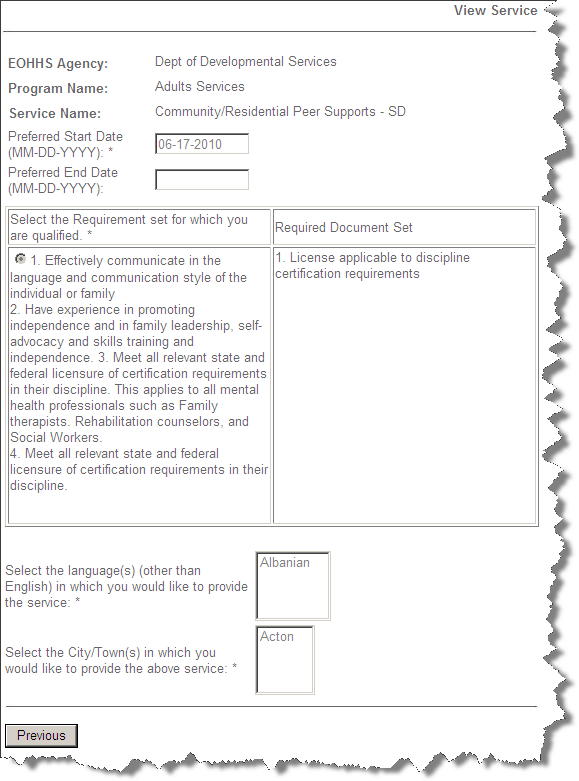 View Service
EOHHS Agency: Dept of Developmental Services
Program Name: Adults Services
Service Name: Community/Residential Peer Supports - SD
Preferred Start Date
(MM-DD-YYYY): * 06-17-2010
Preferred End Date
(MM-DD-YYYY):
Select the Requirement set for which you
are qualified. *
Required Document Set
1. Effectively communicate in the
language and communication style of the
individual or family
2. Have experience in promoting
independence and in family leadership, self-
advocacy and skills training and
independence. 3. Meet all relevant state and
federal licensure of certification requirements
in their discipline. This applies to all mental
health professionals such as Family
therapists. Rehabilitation counselors, and
Social Workers.
4. Meet all relevant state and federal
licensure of certification requirements in their
discipline.
1. License applicable to discipline
certification requirements
Select the language(s) (other than
English) in which you would like to provide
the service: *
Albanian
Select the City/Town(s) in which you
would like to provide the above service: *
Acton
Previous